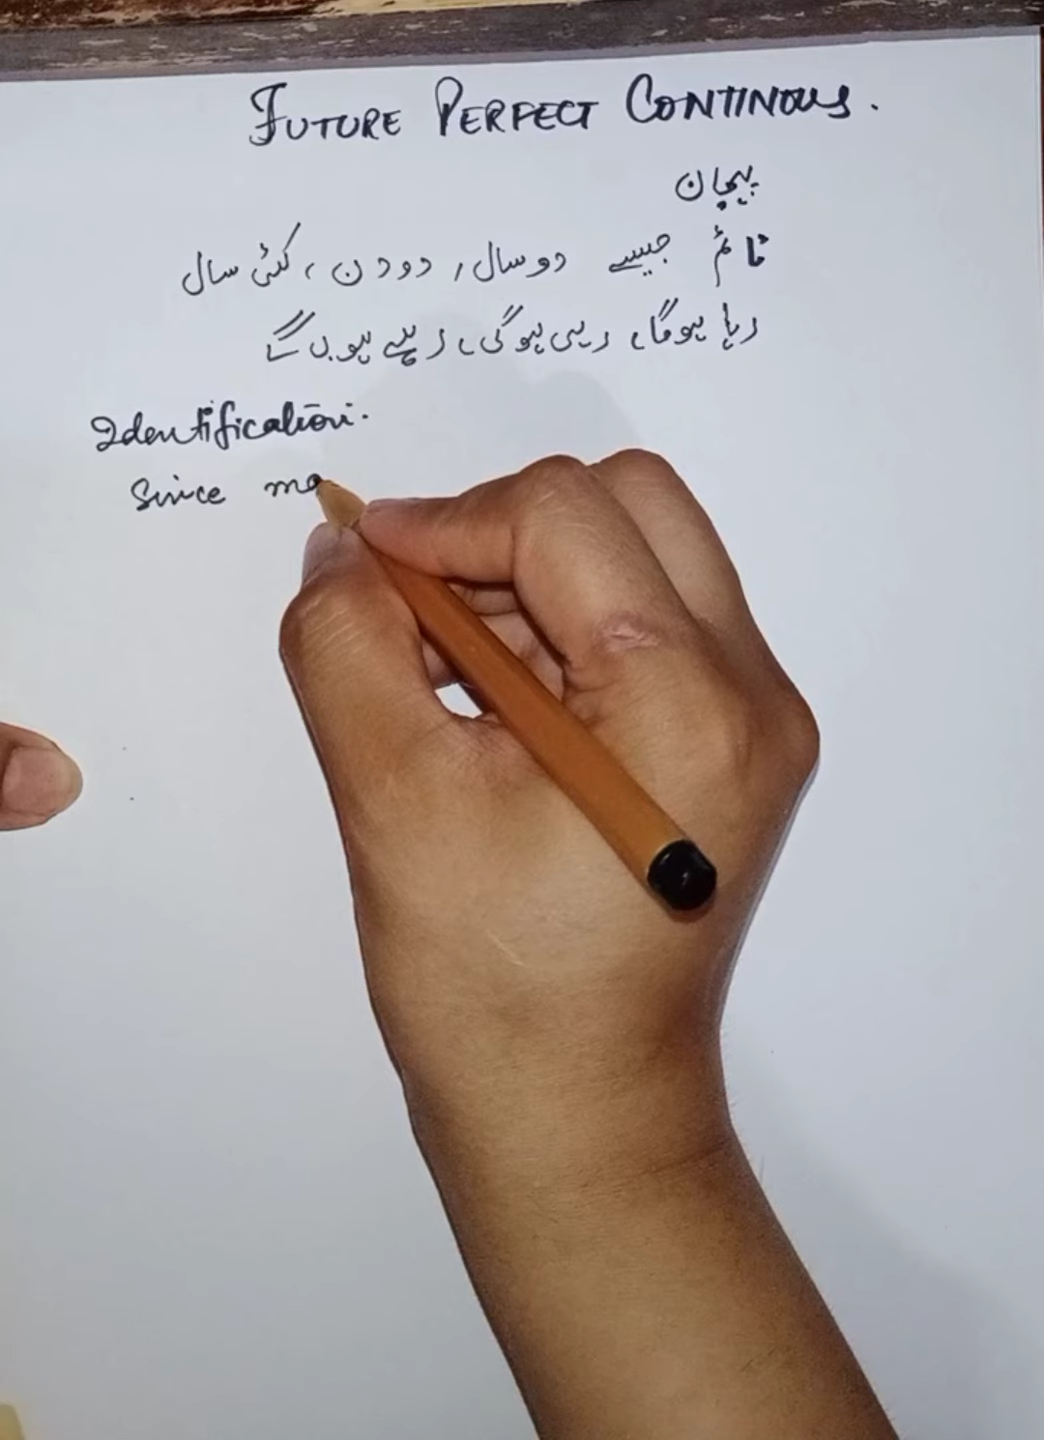 FUTURE PERFECT CONTINOUS.
پہچان
ٹائم جیسے دو سال، دو دن، کئی سال
رہا ہوگا، رہی ہوگی، رہے ہوں گے
Identification:
Since mo